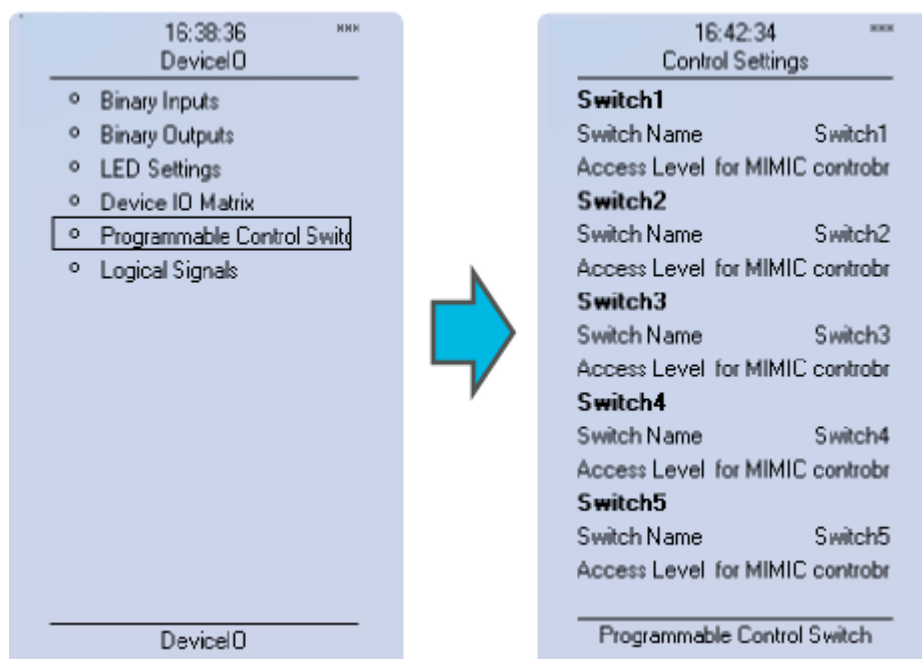 16:38:36
DeviceIO
Binary Inputs
Binary Outputs
LED Settings
Device IO Matrix
Programmable Control Switc
Logical Signals
DeviceIO
16:42:34
Control Settings
Switch1
Switch Name Switch1
Access Level for MIMIC controbr
Switch2
Switch Name Switch2
Access Level for MIMIC controbr
Switch3
Switch Name Switch3
Access Level for MIMIC controbr
Switch4
Switch Name Switch4
Access Level for MIMIC controbr
Switch5
Switch Name Switch5
Access Level for MIMIC controbr
Programmable Control Switch